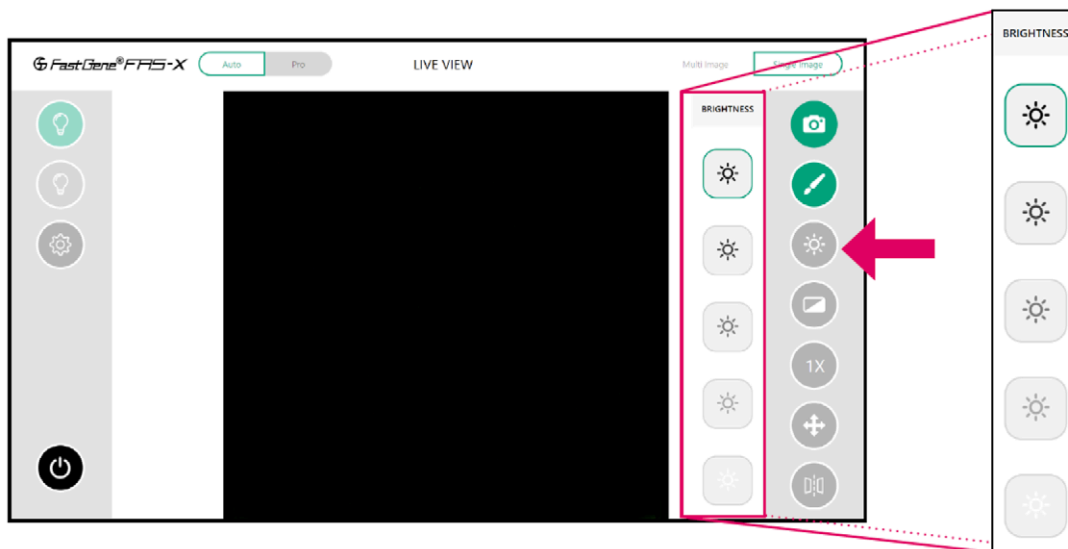 FastGene® FAS-X
Auto
Pro
LIVE VIEW
Multi Image
Single Image
BRIGHTNESS
1X
BRIGHTNESS